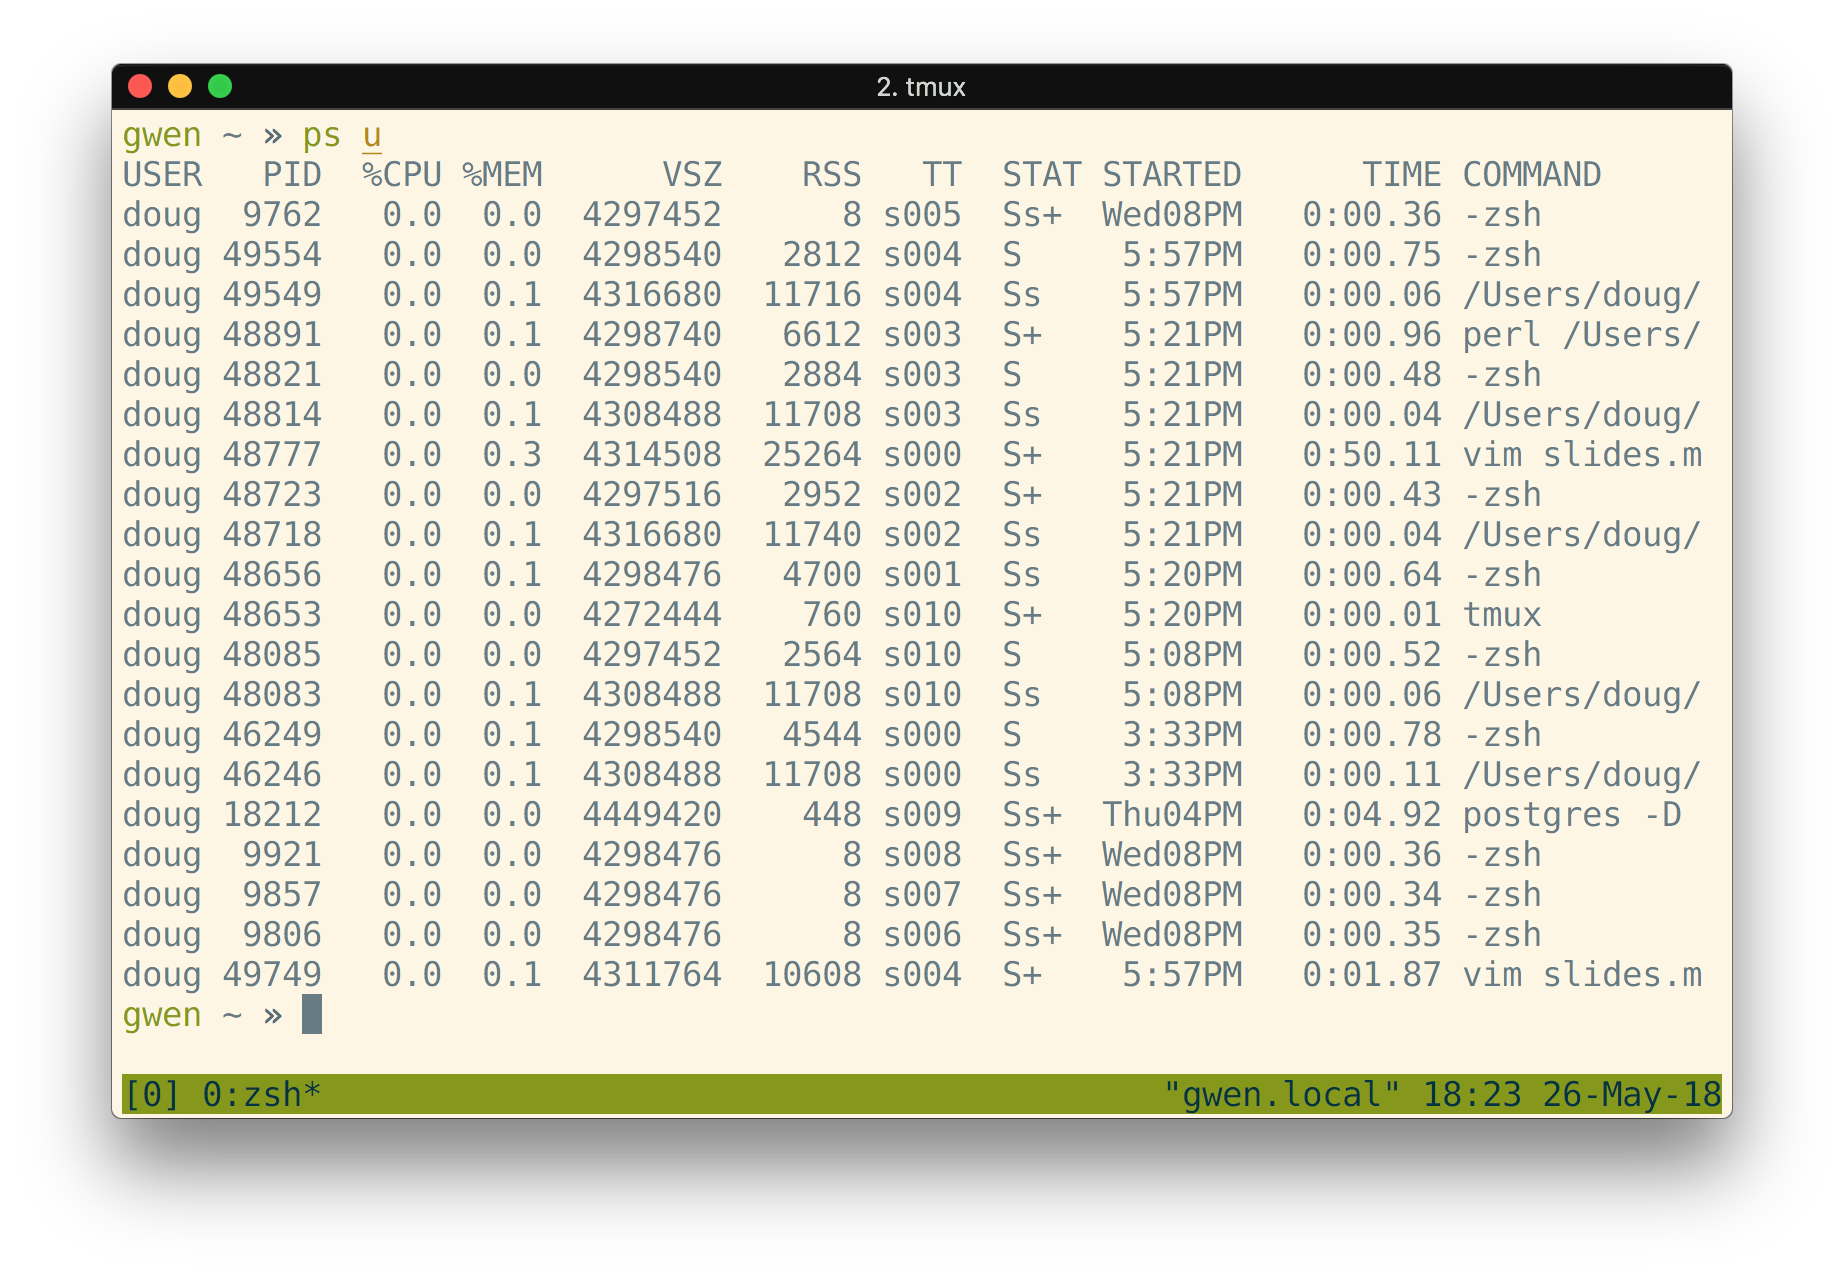 2. tmux
gwen ~ » ps u
USER   PID  %CPU %MEM      VSZ    RSS   TT  STAT STARTED      TIME COMMAND
doug  9762   0.0  0.0  4297452      8 s005  Ss+  Wed08PM   0:00.36 -zsh
doug 49554   0.0  0.0  4298540   2812 s004  S     5:57PM   0:00.75 -zsh
doug 49549   0.0  0.1  4316680  11716 s004  Ss    5:57PM   0:00.06 /Users/doug/
doug 48891   0.0  0.1  4298740   6612 s003  S+    5:21PM   0:00.96 perl /Users/
doug 48821   0.0  0.0  4298540   2884 s003  S     5:21PM   0:00.48 -zsh
doug 48814   0.0  0.1  4308488  11708 s003  Ss    5:21PM   0:00.04 /Users/doug/
doug 48777   0.0  0.3  4314508  25264 s000  S+    5:21PM   0:50.11 vim slides.m
doug 48723   0.0  0.0  4297516   2952 s002  S+    5:21PM   0:00.43 -zsh
doug 48718   0.0  0.1  4316680  11740 s002  Ss    5:21PM   0:00.04 /Users/doug/
doug 48656   0.0  0.1  4298476   4700 s001  Ss    5:20PM   0:00.64 -zsh
doug 48653   0.0  0.0  4272444    760 s010  S+    5:20PM   0:00.01 tmux
doug 48085   0.0  0.0  4297452   2564 s010  S     5:08PM   0:00.52 -zsh
doug 48083   0.0  0.1  4308488  11708 s010  Ss    5:08PM   0:00.06 /Users/doug/
doug 46249   0.0  0.1  4298540   4544 s000  S     3:33PM   0:00.78 -zsh
doug 46246   0.0  0.1  4308488  11708 s000  Ss    3:33PM   0:00.11 /Users/doug/
doug 18212   0.0  0.0  4449420    448 s009  Ss+  Thu04PM   0:04.92 postgres -D
doug  9921   0.0  0.0  4298476      8 s008  Ss+  Wed08PM   0:00.36 -zsh
doug  9857   0.0  0.0  4298476      8 s007  Ss+  Wed08PM   0:00.34 -zsh
doug  9806   0.0  0.0  4298476      8 s006  Ss+  Wed08PM   0:00.35 -zsh
doug 49749   0.0  0.1  4311764  10608 s004  S+    5:57PM   0:01.87 vim slides.m
gwen ~ »
[0] 0:zsh* "gwen.local" 18:23 26-May-18